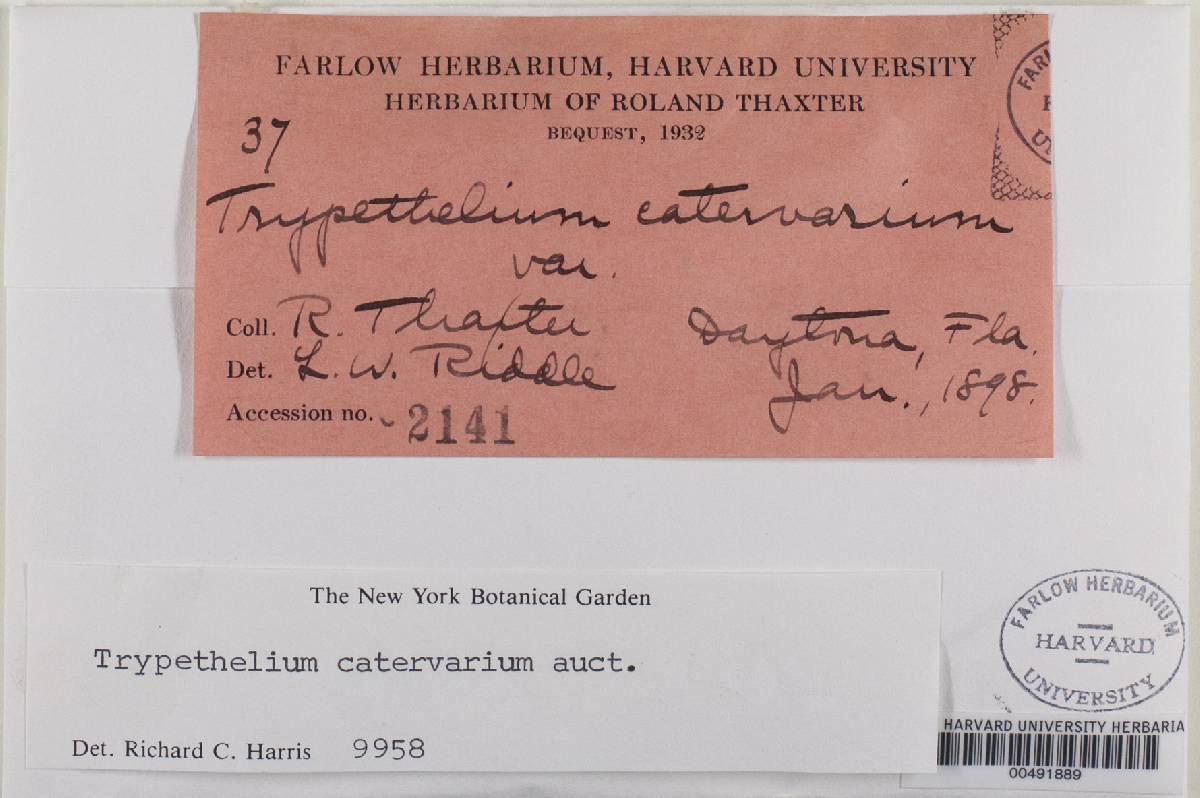 FARLOW HERBARIUM, HARVARD UNIVERSITY
HERBARIUM OF ROLAND THAXTER
BEQUEST, 1932
37
Trypethelium catervarium
var.
Coll. R. Thaxter
Daytona, Fla.
Det. L. W. Riddle
Jan., 1898.
Accession no. 2141
The New York Botanical Garden
Trypethelium catervarium auct.
Det. Richard C. Harris 9958
FARLOW HERBARIUM
HARVARD
UNIVERSITY
HARVARD UNIVERSITY HERBARIA
00491889